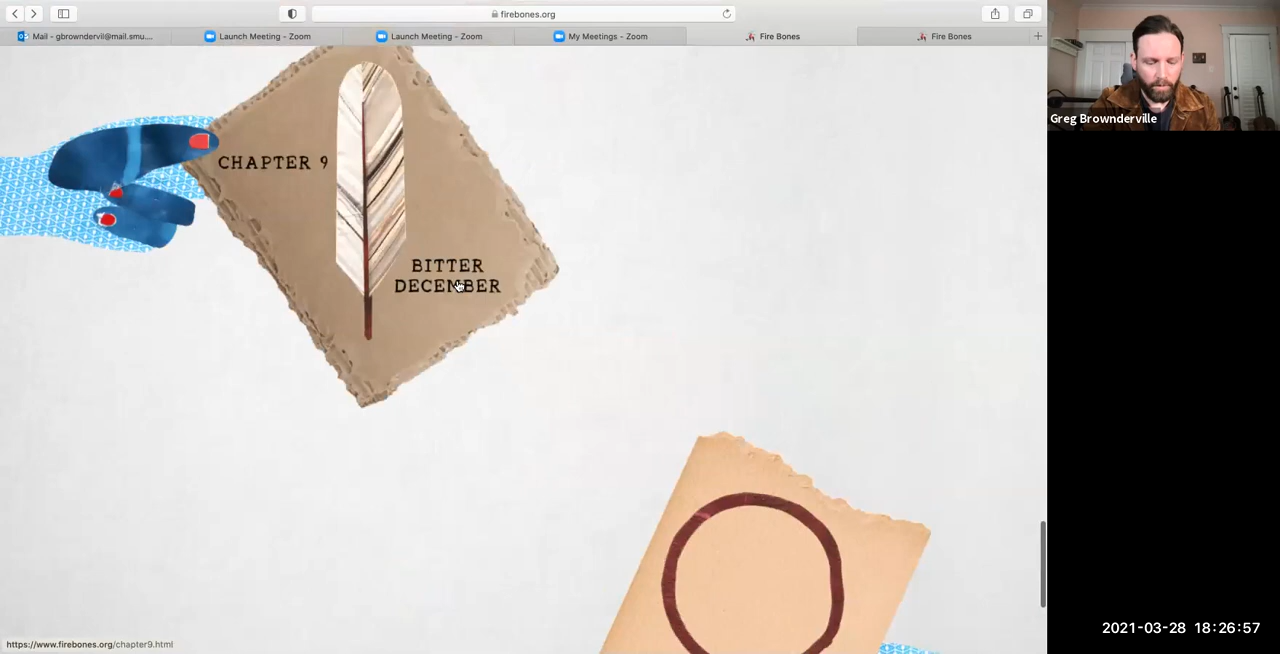 firebones.org
Mail - gbrowndervil@mail.smu....
Launch Meeting - Zoom
Launch Meeting - Zoom
My Meetings - Zoom
Fire Bones
Fire Bones
Greg Brownderville
CHAPTER 9
BITTER
DECEMBER
2021-03-28 18:26:57
https://www.firebones.org/chapter9.html